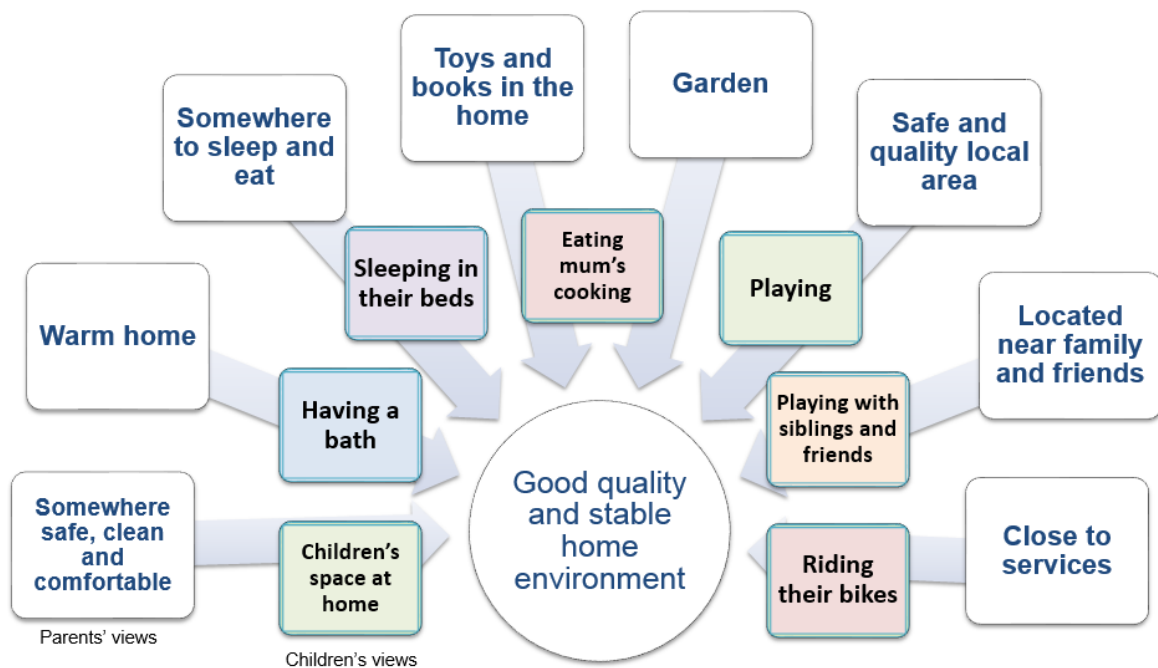 Toys and
books in the
home
Garden
Somewhere
to sleep and
eat
Safe and
quality local
area
Sleeping in
their beds
Eating
mum’s
cooking
Playing
Warm home
Located
near family
and friends
Having a
bath
Playing with
siblings and
friends
Good quality
and stable
home
environment
Somewhere
safe, clean
and
comfortable
Children’s
space at
home
Riding
their bikes
Close to
services
Parents’ views
Children’s views